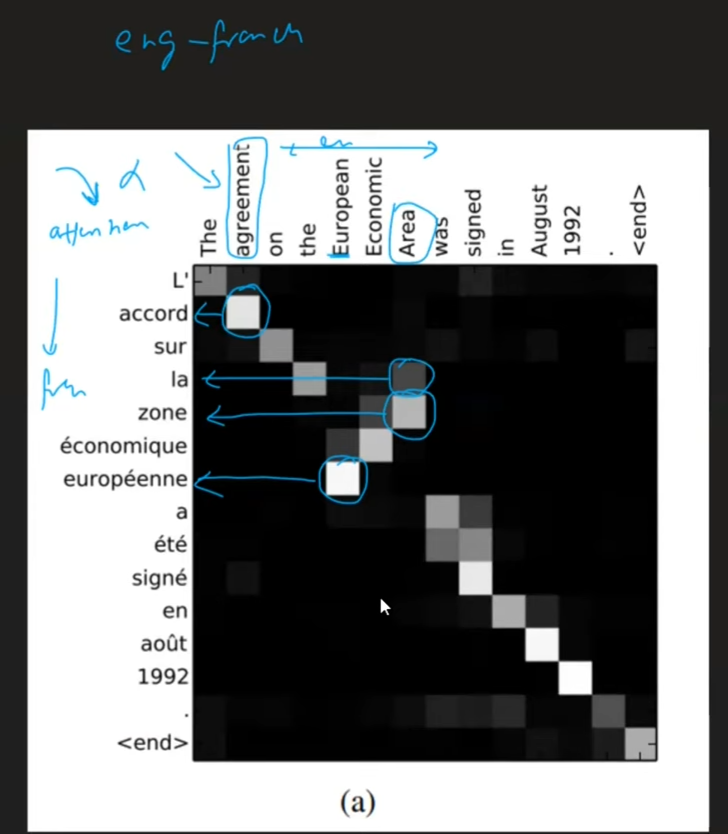 eng-french
en
α
attention
The agreement on the European Economic Area was signed in August 1992 . <end>
L'
accord
sur
la
zone
économique
européenne
a
été
signé
en
août
1992
.
<end>
(a)